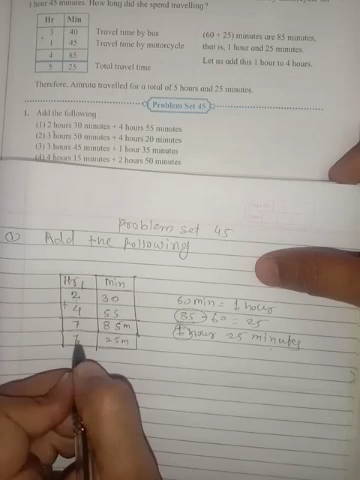 1 hour 45 minutes. How long did she spend travelling?
Hr Min
3 40 Travel time by bus
+ 1 45 Travel time by motorcycle
4 85
5 25 Total travel time
(60 + 25) minutes are 85 minutes,
that is, 1 hour and 25 minutes.
Let us add this 1 hour to 4 hours.
Therefore, Amruta travelled for a total of 5 hours and 25 minutes.
Problem Set 45
1. Add the following
(1) 2 hours 30 minutes + 4 hours 55 minutes
(2) 3 hours 50 minutes + 4 hours 20 minutes
(3) 3 hours 45 minutes + 1 hour 35 minutes
(4) 4 hours 15 minutes + 2 hours 50 minutes
Problem set 45
① Add the following
Hr min
2 30
+ 4 55
7 85m
7 25m
60 min = 1 hour
85 - 60 = 25
1 hour 25 minutes